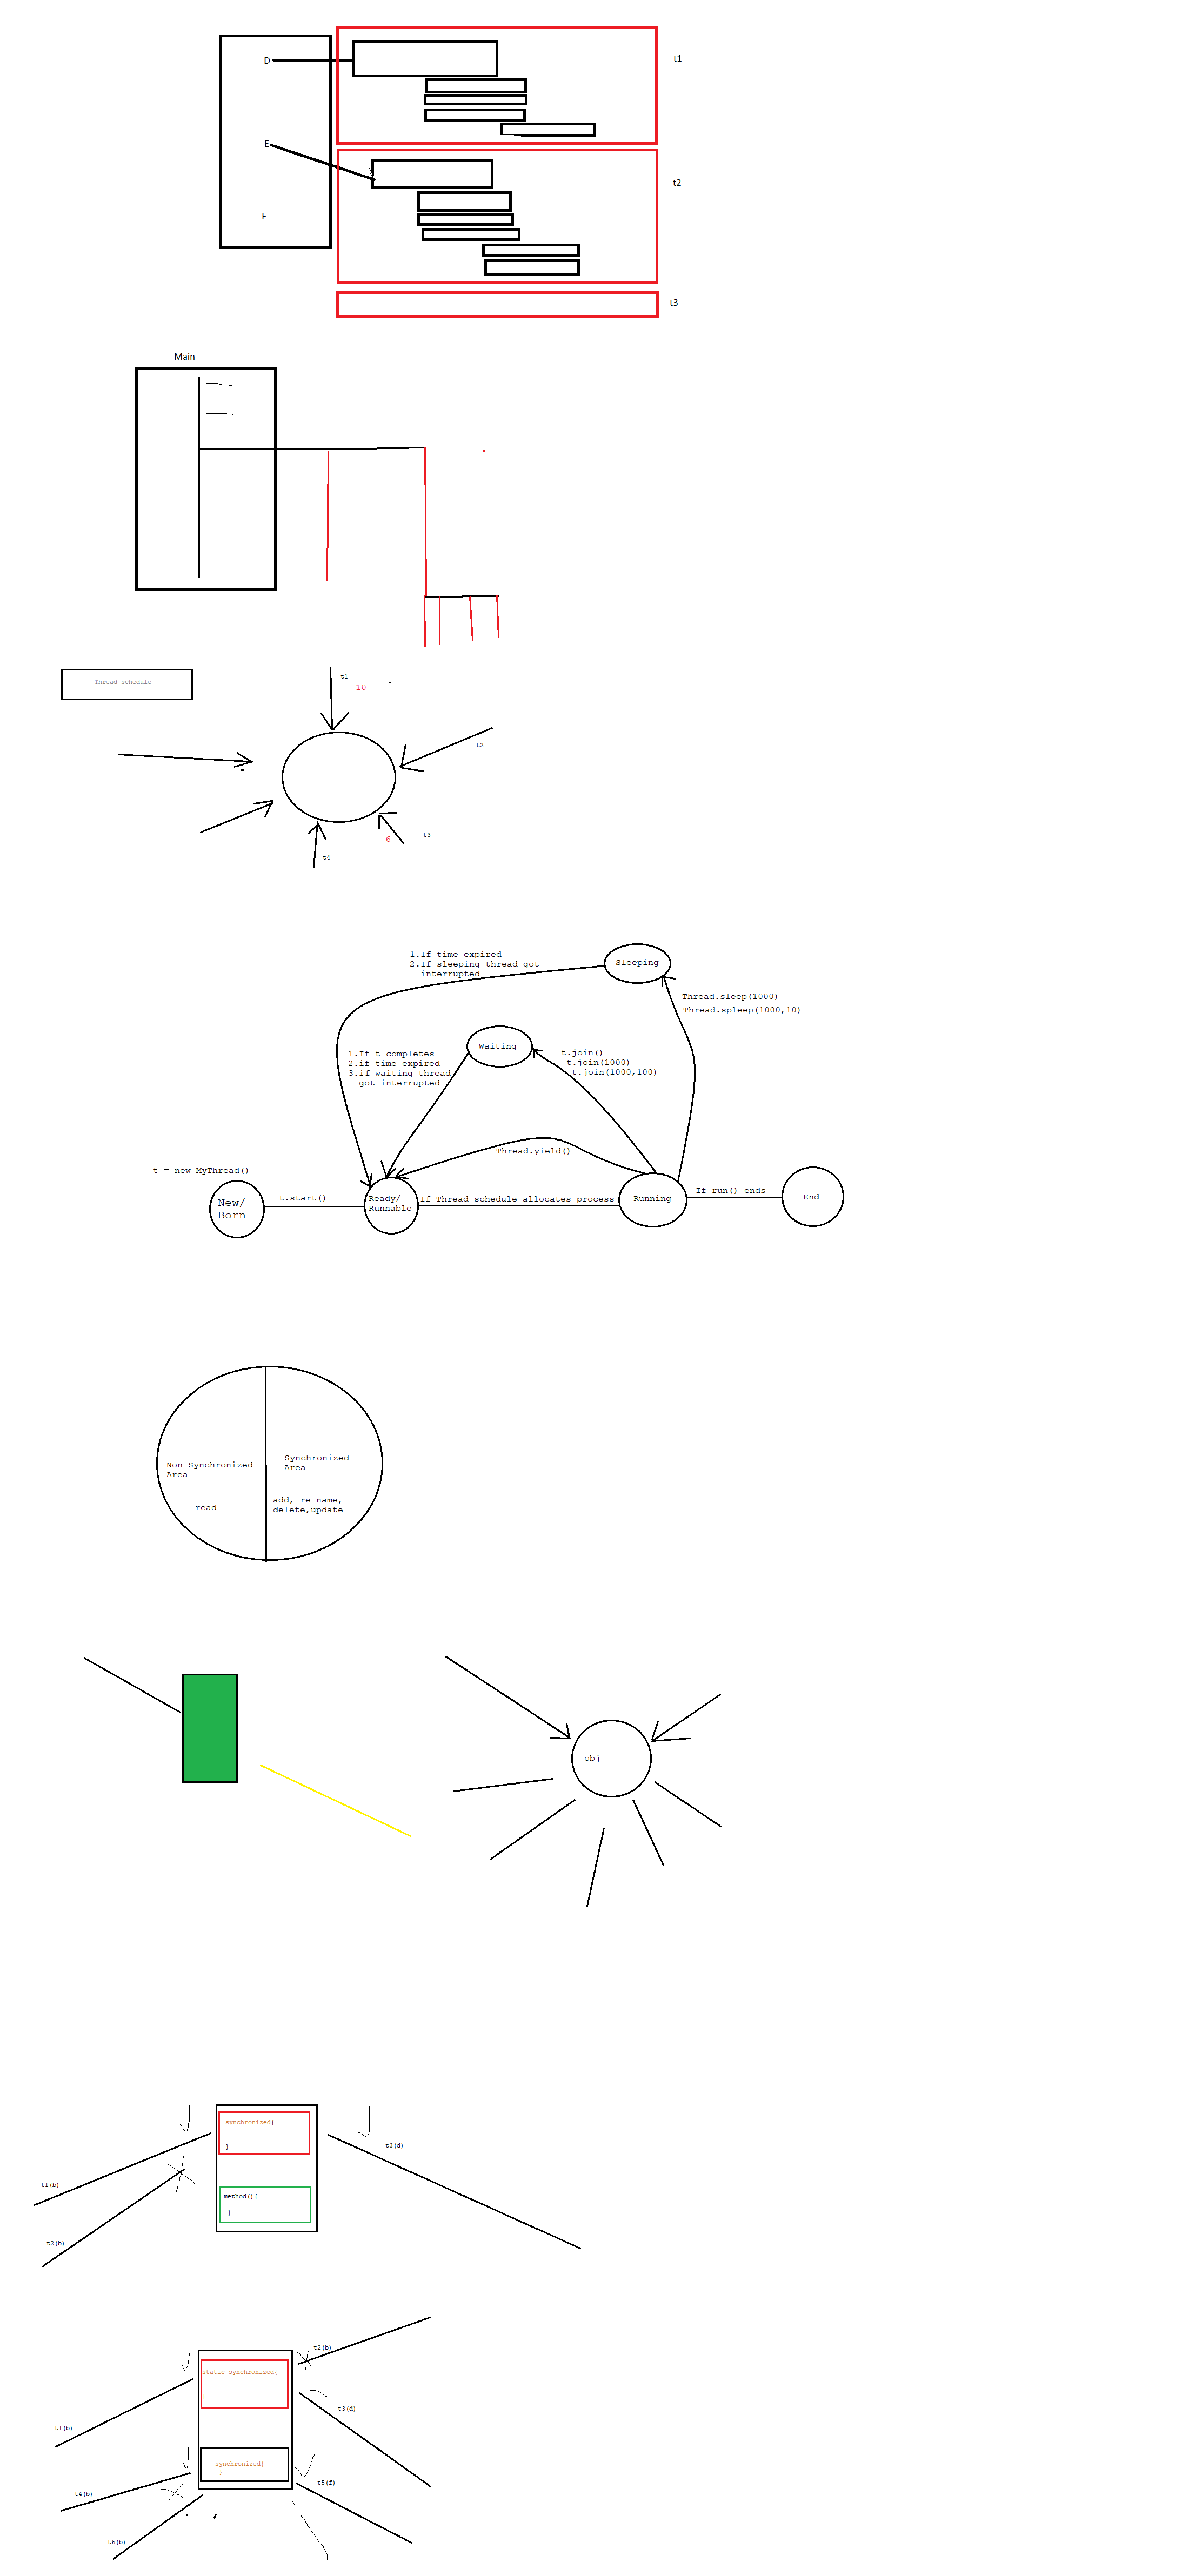 D
t1
E
t2
F
t3
Main
Thread schedule
t1
10
t2
t3
6
t4
1.If time expired
2.If sleeping thread got
interrupted
Sleeping
Thread.sleep(1000)
Thread.spleep(1000,10)
Waiting
1.If t completes
2.if time expired
3.if waiting thread
got interrupted
t.join()
t.join(1000)
t.join(1000,100)
Thread.yield()
t = new MyThread()
New/
Born
t.start()
Ready/
Runnable
If Thread schedule allocates process
Running
If run() ends
End
Non Synchronized
Area
read
Synchronized
Area
add, re-name,
delete,update
obj
synchronized{
}
t3(d)
t1(b)
method(){
}
t2(b)
t2(b)
static synchronized{
}
t3(d)
t1(b)
synchronized{
}
t5(f)
t4(b)
t6(b)